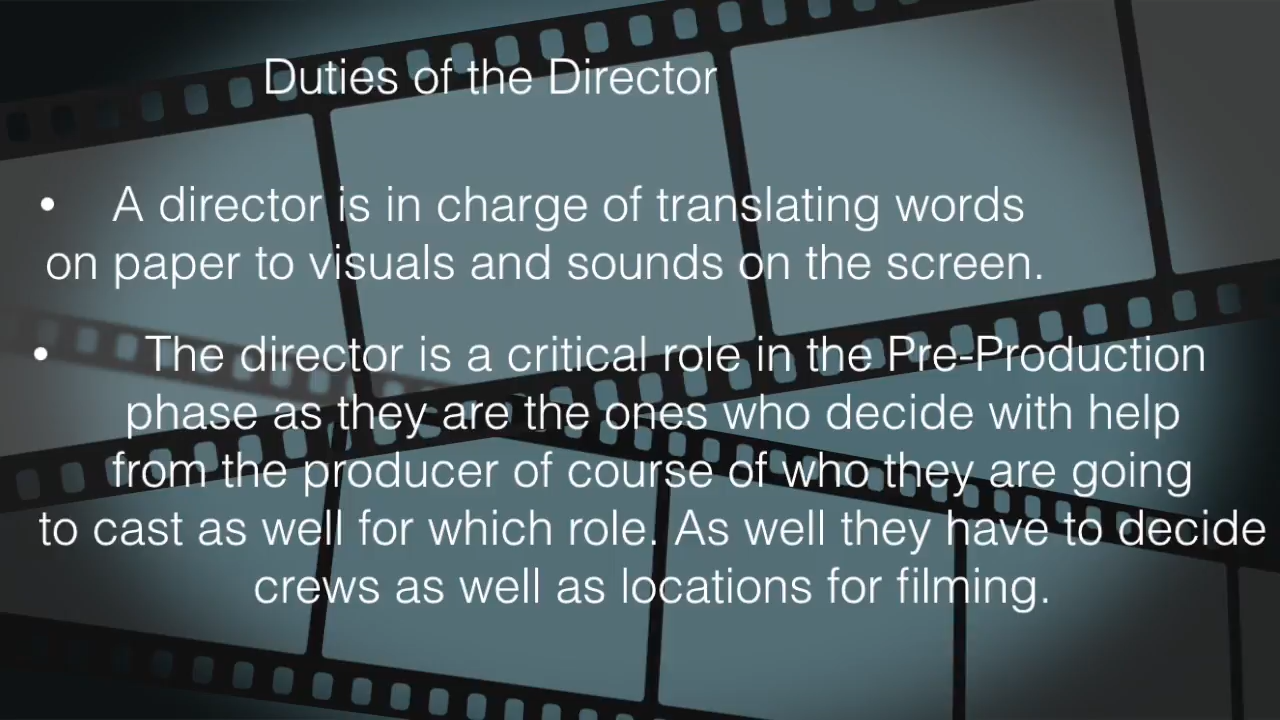 Duties of the Director
• A director is in charge of translating words
on paper to visuals and sounds on the screen.
• The director is a critical role in the Pre-Production
phase as they are the ones who decide with help
from the producer of course of who they are going
to cast as well for which role. As well they have to decide
crews as well as locations for filming.